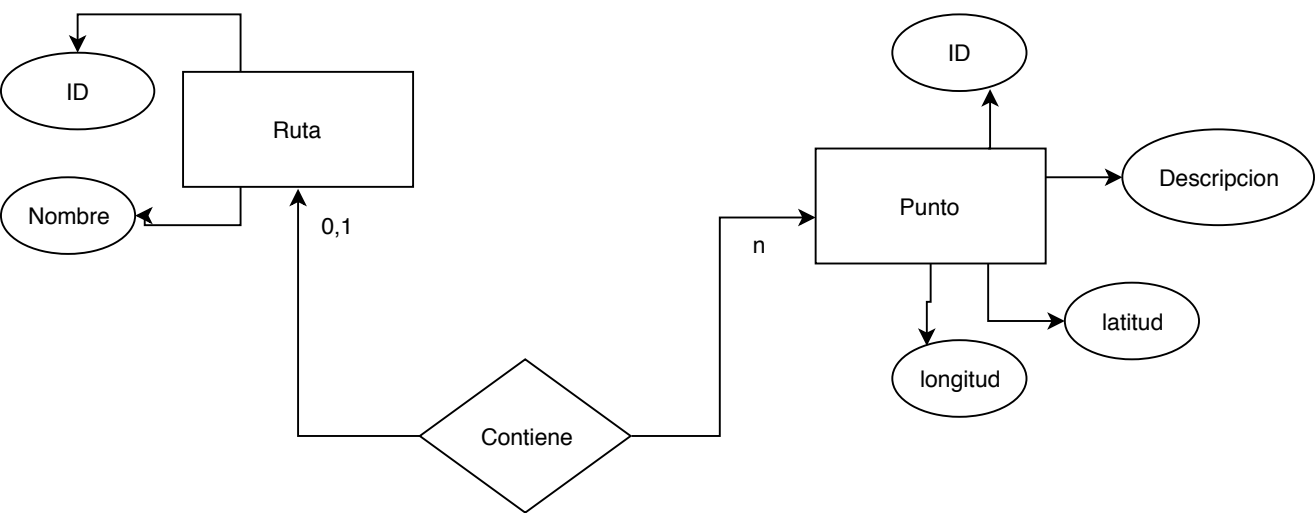 ID
Ruta
Nombre
0,1
Contiene
n
ID
Punto
Descripcion
latitud
longitud